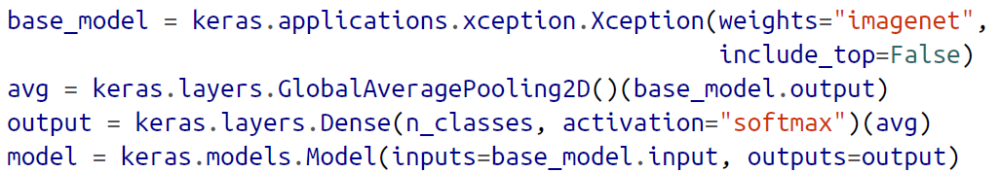 base_model = keras.applications.xception.Xception(weights="imagenet",
                                                  include_top=False)
avg = keras.layers.GlobalAveragePooling2D()(base_model.output)
output = keras.layers.Dense(n_classes, activation="softmax")(avg)
model = keras.models.Model(inputs=base_model.input, outputs=output)